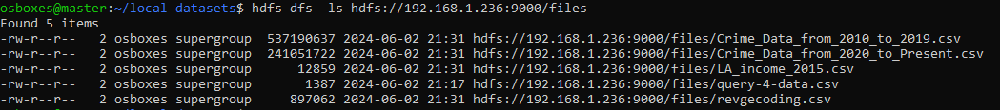 osboxes@master:~/local-datasets$ hdfs dfs -ls hdfs://192.168.1.236:9000/files
Found 5 items
-rw-r--r--   2 osboxes supergroup  537190637 2024-06-02 21:31 hdfs://192.168.1.236:9000/files/Crime_Data_from_2010_to_2019.csv
-rw-r--r--   2 osboxes supergroup  241051722 2024-06-02 21:31 hdfs://192.168.1.236:9000/files/Crime_Data_from_2020_to_Present.csv
-rw-r--r--   2 osboxes supergroup      12859 2024-06-02 21:31 hdfs://192.168.1.236:9000/files/LA_income_2015.csv
-rw-r--r--   2 osboxes supergroup       1387 2024-06-02 21:17 hdfs://192.168.1.236:9000/files/query-4-data.csv
-rw-r--r--   2 osboxes supergroup     897062 2024-06-02 21:31 hdfs://192.168.1.236:9000/files/revgecoding.csv